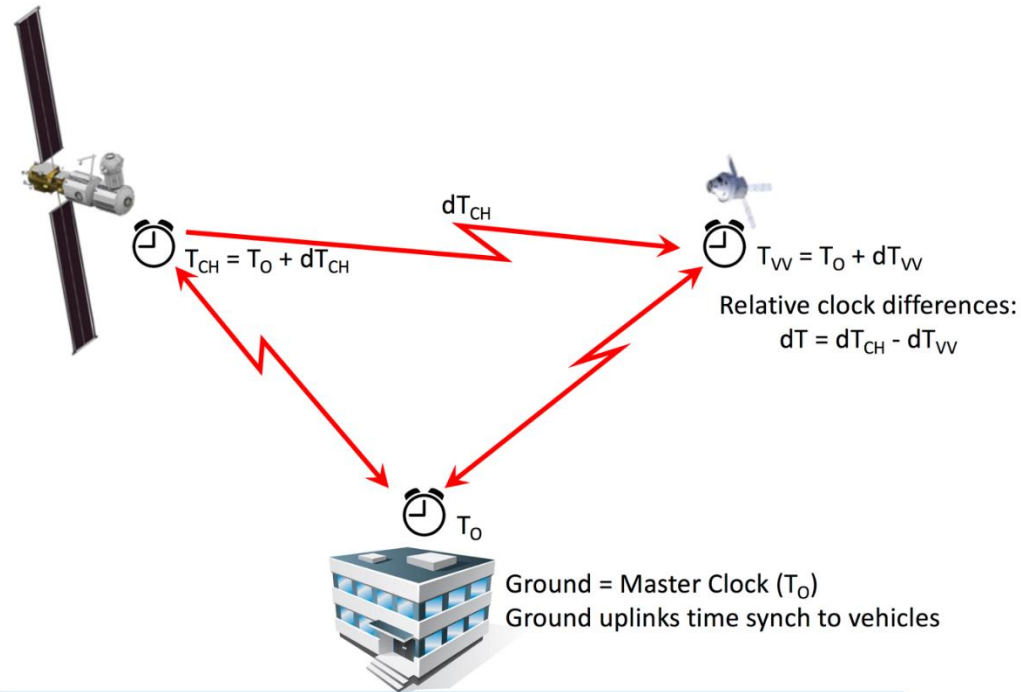 dT_CH
T_CH = T_O + dT_CH
T_VV = T_O + dT_VV
Relative clock differences:
dT = dT_CH - dT_VV
T_O
Ground = Master Clock (T_O)
Ground uplinks time synch to vehicles